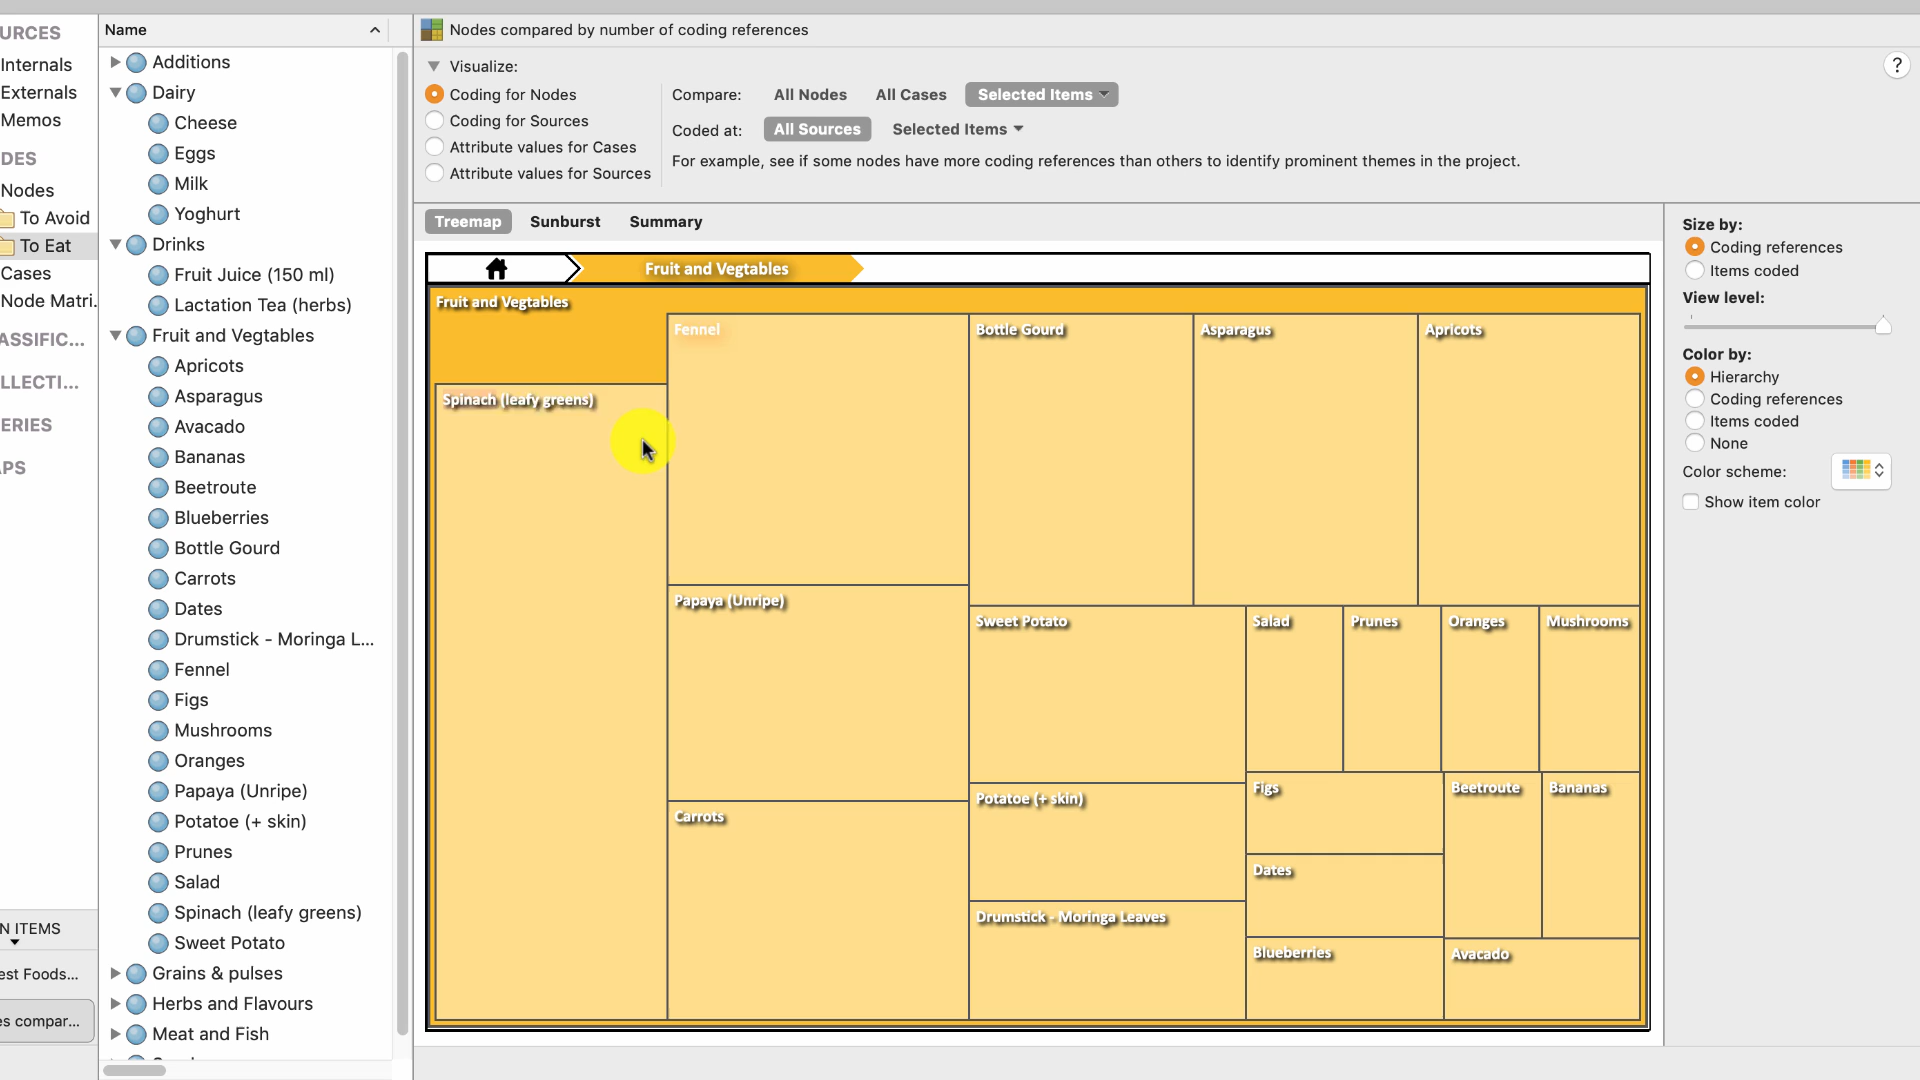 URCES
Internals
Externals
Memos
DES
Nodes
To Avoid
To Eat
Cases
Node Matri...
ASSIFIC...
LLECTI...
ERIES
PS
N ITEMS
est Foods...
es compar...
Name
Additions
Dairy
Cheese
Eggs
Milk
Yoghurt
Drinks
Fruit Juice (150 ml)
Lactation Tea (herbs)
Fruit and Vegtables
Apricots
Asparagus
Avacado
Bananas
Beetroute
Blueberries
Bottle Gourd
Carrots
Dates
Drumstick - Moringa L...
Fennel
Figs
Mushrooms
Oranges
Papaya (Unripe)
Potatoe (+ skin)
Prunes
Salad
Spinach (leafy greens)
Sweet Potato
Grains & pulses
Herbs and Flavours
Meat and Fish
Nodes compared by number of coding references
Visualize:
Coding for Nodes
Coding for Sources
Attribute values for Cases
Attribute values for Sources
Compare: All Nodes All Cases Selected Items
Coded at: All Sources Selected Items
For example, see if some nodes have more coding references than others to identify prominent themes in the project.
?
Treemap Sunburst Summary
Fruit and Vegtables
Fruit and Vegtables
Fennel
Bottle Gourd
Asparagus
Apricots
Spinach (leafy greens)
Papaya (Unripe)
Sweet Potato
Salad
Prunes
Oranges
Mushrooms
Carrots
Potatoe (+ skin)
Figs
Beetroute
Bananas
Dates
Drumstick - Moringa Leaves
Blueberries
Avacado
Size by:
Coding references
Items coded
View level:
Color by:
Hierarchy
Coding references
Items coded
None
Color scheme:
Show item color